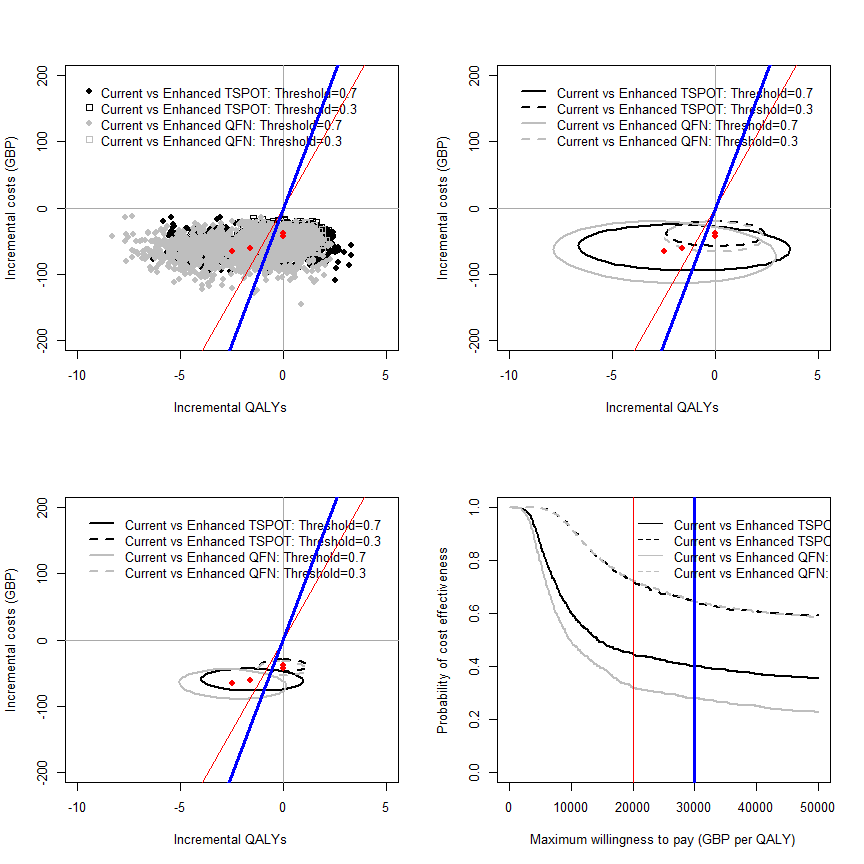 200
100
0
-100
-200
Incremental costs (GBP)
Current vs Enhanced TSPOT: Threshold=0.7
Current vs Enhanced TSPOT: Threshold=0.3
Current vs Enhanced QFN: Threshold=0.7
Current vs Enhanced QFN: Threshold=0.3
-10 -5 0 5
Incremental QALYs
200
100
0
-100
-200
Incremental costs (GBP)
Current vs Enhanced TSPOT: Threshold=0.7
Current vs Enhanced TSPOT: Threshold=0.3
Current vs Enhanced QFN: Threshold=0.7
Current vs Enhanced QFN: Threshold=0.3
-10 -5 0 5
Incremental QALYs
200
100
0
-100
-200
Incremental costs (GBP)
Current vs Enhanced TSPOT: Threshold=0.7
Current vs Enhanced TSPOT: Threshold=0.3
Current vs Enhanced QFN: Threshold=0.7
Current vs Enhanced QFN: Threshold=0.3
-10 -5 0 5
Incremental QALYs
1.0
0.8
0.6
0.4
0.2
0.0
Probability of cost effectiveness
Current vs Enhanced TSPO
Current vs Enhanced TSPO
Current vs Enhanced QFN:
Current vs Enhanced QFN:
0 10000 20000 30000 40000 50000
Maximum willingness to pay (GBP per QALY)